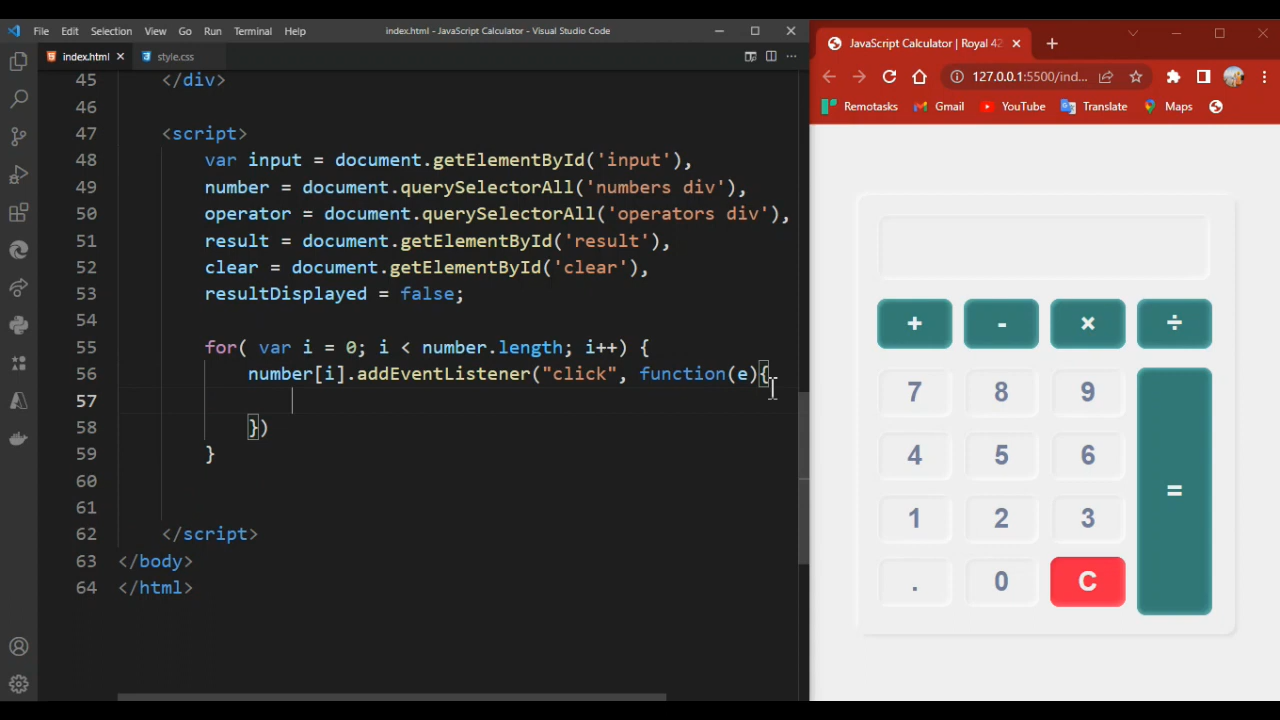 File Edit Selection View Go Run Terminal Help index.html - JavaScript Calculator - Visual Studio Code
index.html style.css
45 </div>
46
47 <script>
48 var input = document.getElementById('input'),
49 number = document.querySelectorAll('numbers div'),
50 operator = document.querySelectorAll('operators div'),
51 result = document.getElementById('result'),
52 clear = document.getElementById('clear'),
53 resultDisplayed = false;
54
55 for( var i = 0; i < number.length; i++) {
56 number[i].addEventListener("click", function(e){
57
58 })
59 }
60
61
62 </script>
63 </body>
64 </html>
JavaScript Calculator | Royal 42
127.0.0.1:5500/ind...
Remotasks Gmail YouTube Translate Maps
+ - × ÷
7 8 9
4 5 6
=
1 2 3
. 0 C